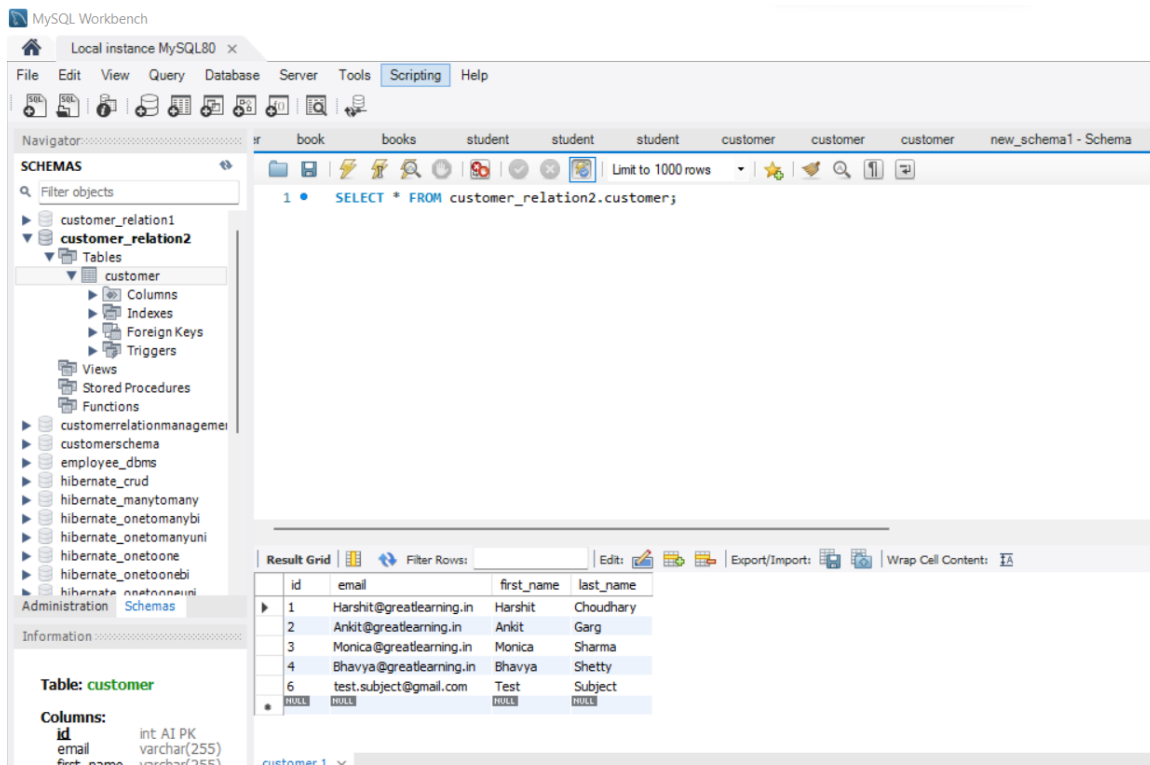 MySQL Workbench
Local instance MySQL80
File Edit View Query Database Server Tools Scripting Help
Navigator
SCHEMAS
Filter objects
customer_relation1
customer_relation2
Tables
customer
Columns
Indexes
Foreign Keys
Triggers
Views
Stored Procedures
Functions
customerrelationmanagemen
customerschema
employee_dbms
hibernate_crud
hibernate_manytomany
hibernate_onetomanybi
hibernate_onetomanyuni
hibernate_onetoone
hibernate_onetoonebi
hibernate_onetooneuni
Administration Schemas
Information
Table: customer
Columns:
id int AI PK
email varchar(255)
first_name varchar(255)
book books student student student customer customer customer new_schema1 - Schema
Limit to 1000 rows
1 SELECT * FROM customer_relation2.customer;
Result Grid Filter Rows: Edit: Export/Import: Wrap Cell Content:
id email first_name last_name
1 Harshit@greatlearning.in Harshit Choudhary
2 Ankit@greatlearning.in Ankit Garg
3 Monica@greatlearning.in Monica Sharma
4 Bhavya@greatlearning.in Bhavya Shetty
6 test.subject@gmail.com Test Subject
NULL NULL NULL NULL
customer 1